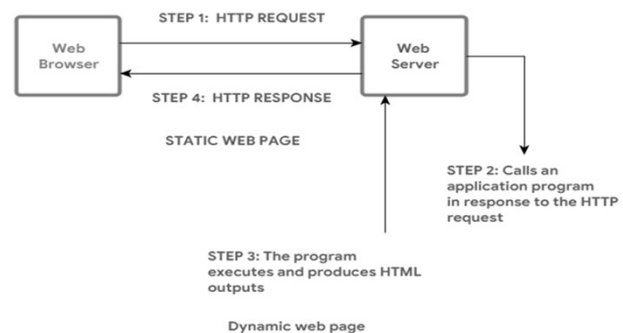 STEP 1: HTTP REQUEST
Web
Browser
Web
Server
STEP 4: HTTP RESPONSE
STATIC WEB PAGE
STEP 2: Calls an
application program
in response to the HTTP
request
STEP 3: The program
executes and produces HTML
outputs
Dynamic web page